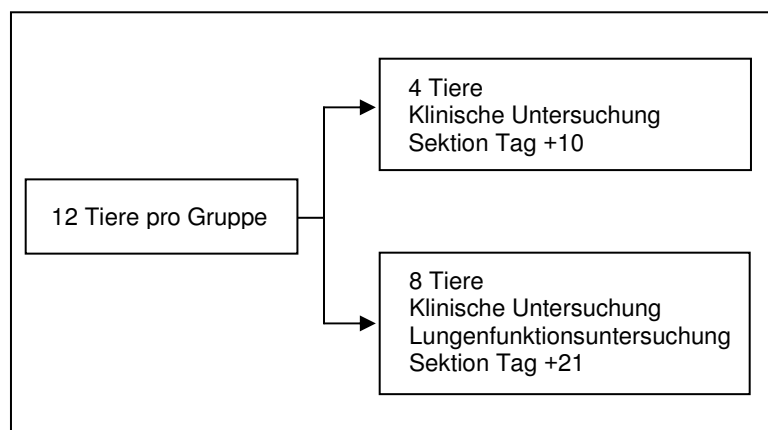 4 Tiere
Klinische Untersuchung
Sektion Tag +10
12 Tiere pro Gruppe
8 Tiere
Klinische Untersuchung
Lungenfunktionsuntersuchung
Sektion Tag +21